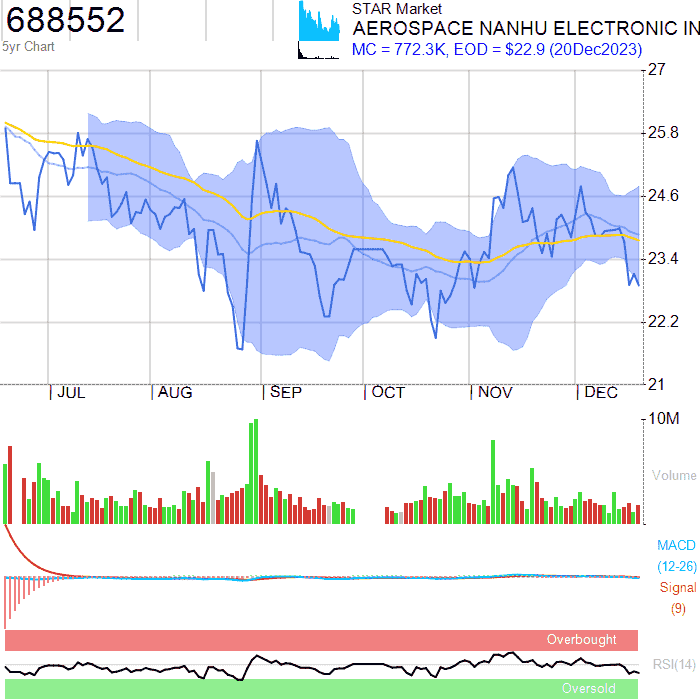 688552
5yr Chart
STAR Market
AEROSPACE NANHU ELECTRONIC IN
MC = 772.3K, EOD = $22.9 (20Dec2023)
27
25.8
24.6
23.4
22.2
21
JUL AUG SEP OCT NOV DEC
10M
Volume
MACD
(12-26)
Signal
(9)
Overbought
RSI(14)
Oversold